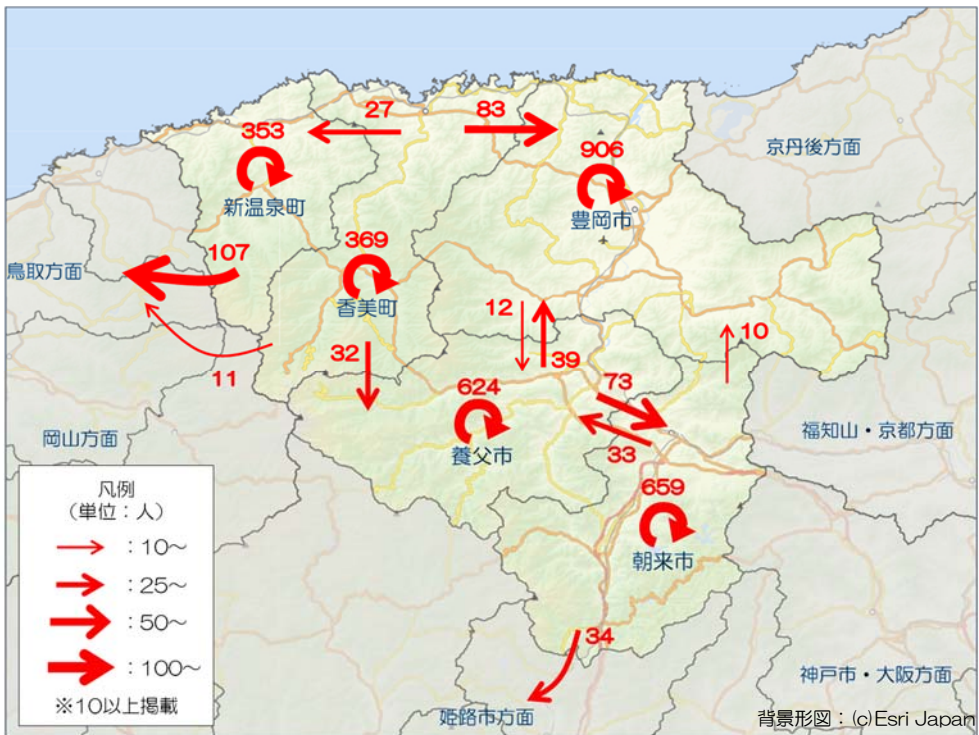 27
83
353
906
京丹後方面
新温泉町
豊岡市
369
107
鳥取方面
香美町
12
10
32
39
11
624
73
岡山方面
養父市
33
福知山・京都方面
659
朝来市
凡例
（単位：人）
：10～
：25～
：50～
：100～
※10以上掲載
34
神戸市・大阪方面
姫路市方面
背景形図：(c)Esri Japan